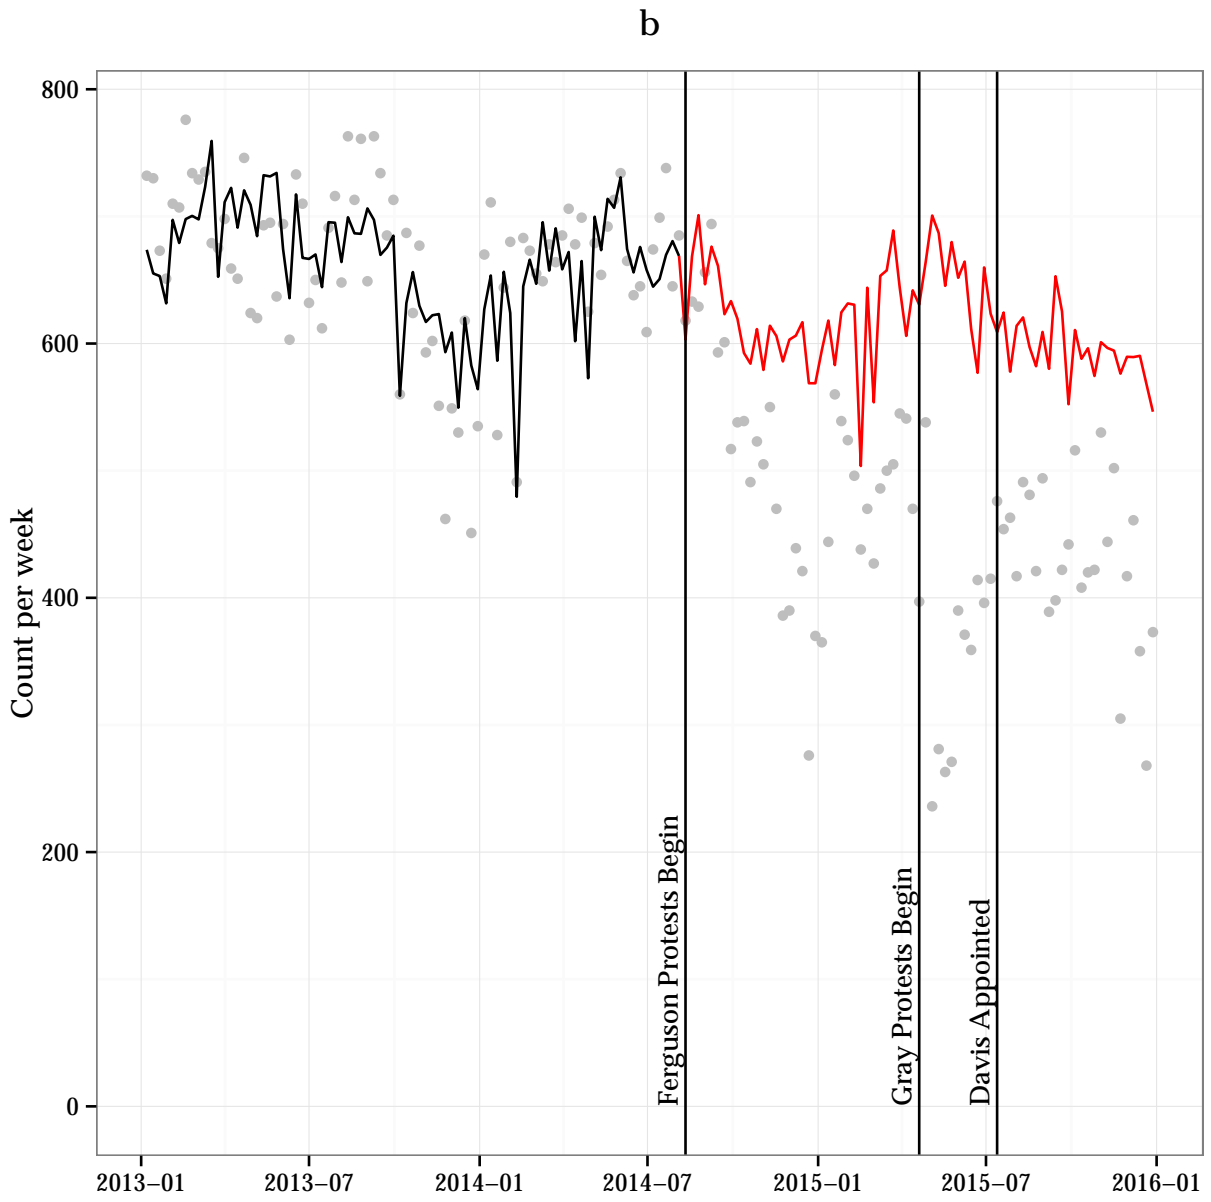 b
Count per week
800
600
400
200
0
Ferguson Protests Begin
Gray Protests Begin
Davis Appointed
2013−01
2013−07
2014−01
2014−07
2015−01
2015−07
2016−01